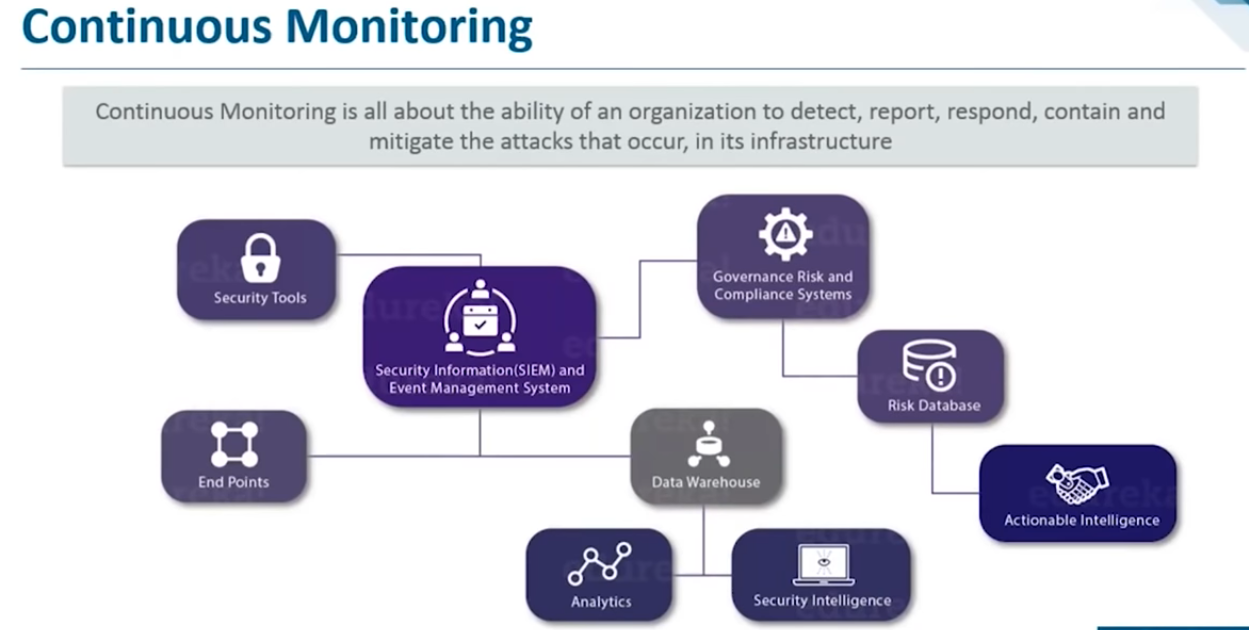 Continuous Monitoring
Continuous Monitoring is all about the ability of an organization to detect, report, respond, contain and
mitigate the attacks that occur, in its infrastructure
Security Tools
Security Information(SIEM) and
Event Management System
Governance Risk and
Compliance Systems
Risk Database
End Points
Data Warehouse
Actionable Intelligence
Analytics
Security Intelligence